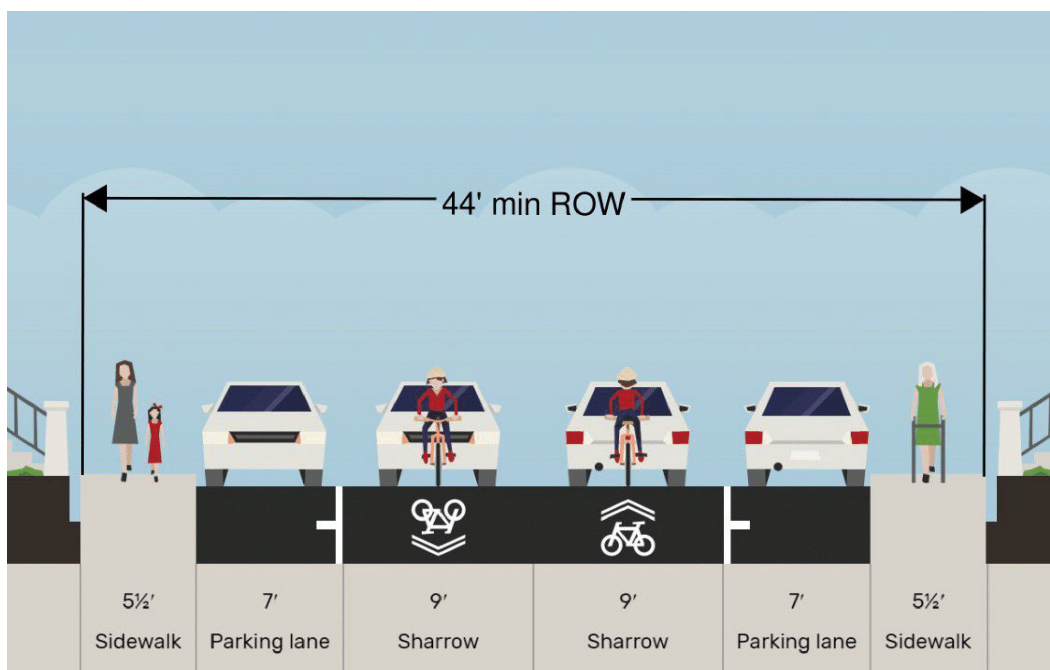 44' min ROW
5½′ 7′ 9′ 9′ 7′ 5½′
Sidewalk Parking lane Sharrow Sharrow Parking lane Sidewalk